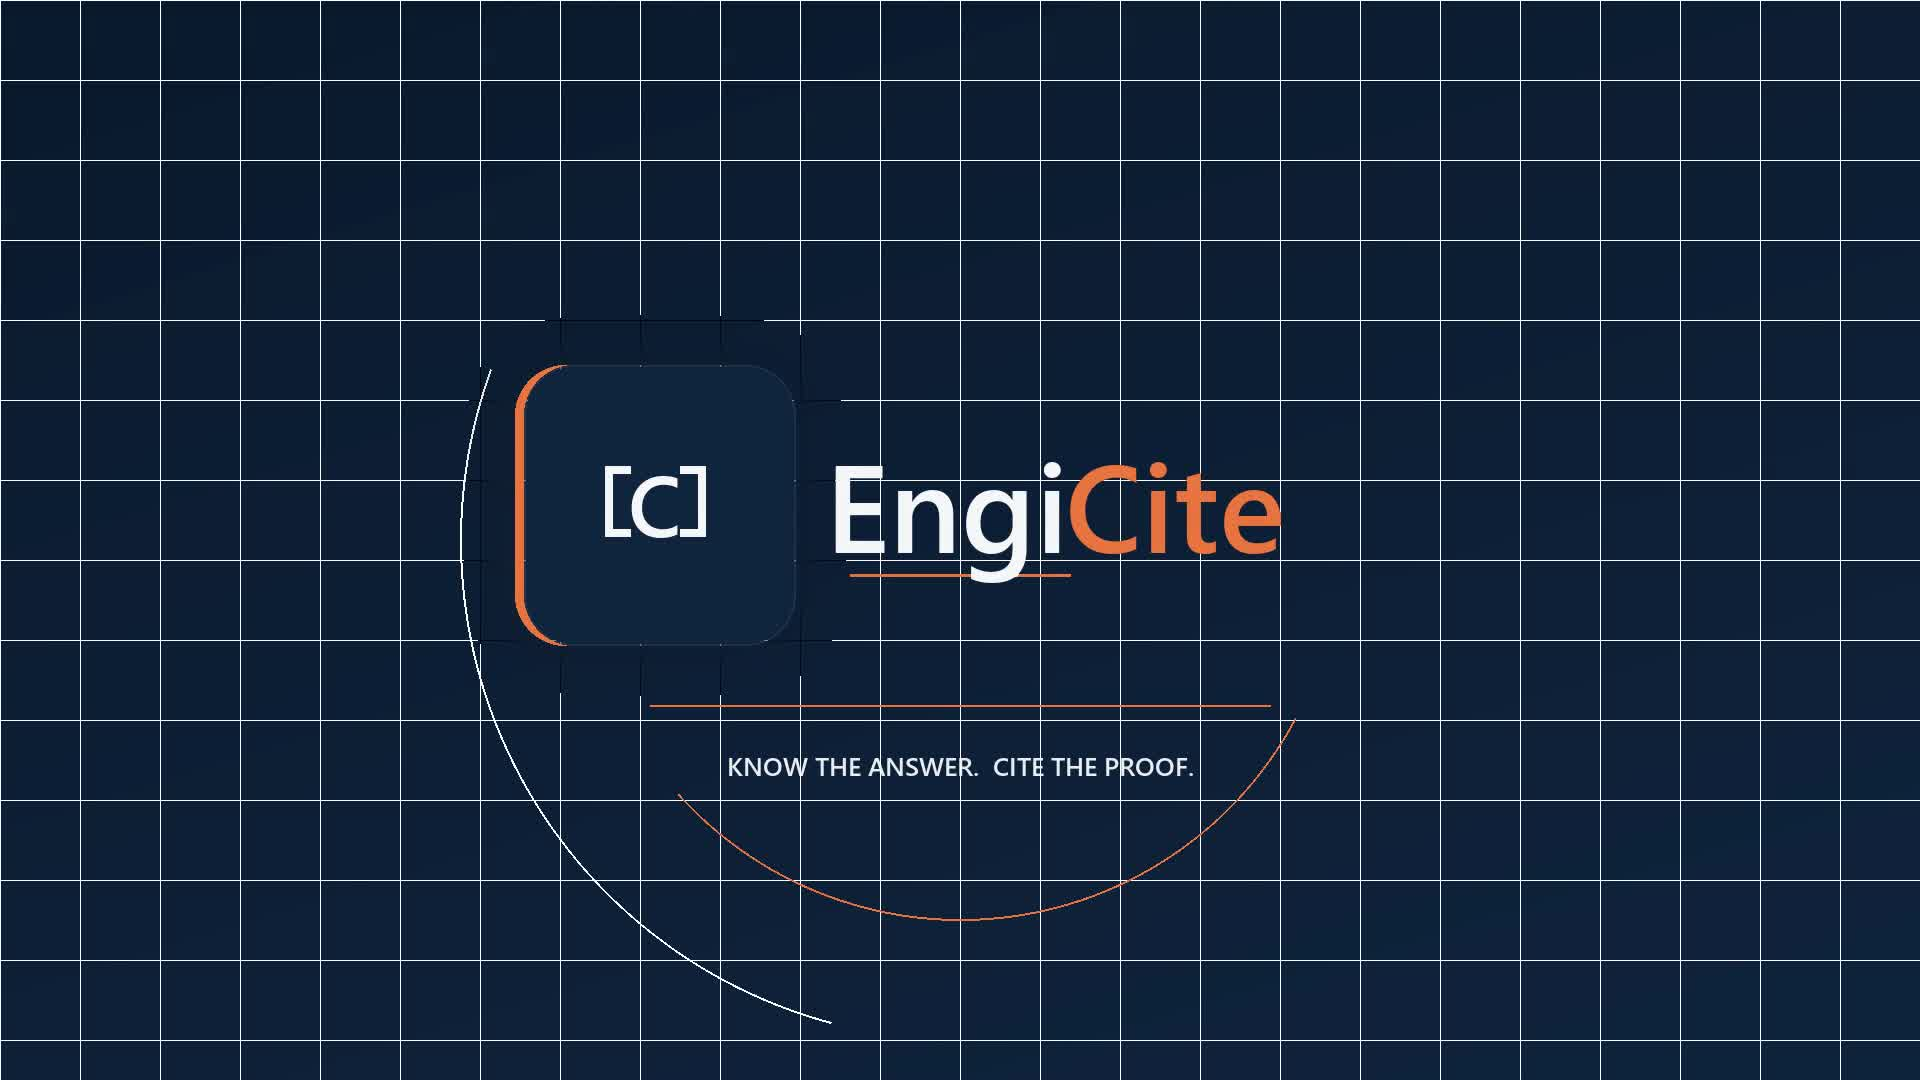 [C]
EngiCite
KNOW THE ANSWER. CITE THE PROOF.